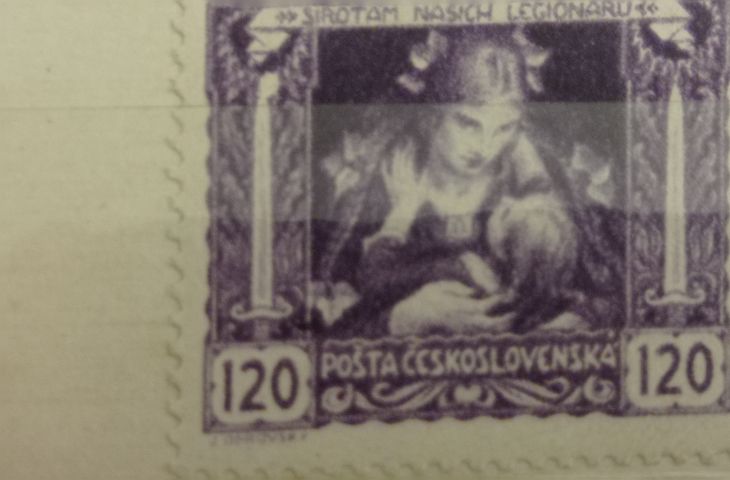 SIROTÁM NAŠICH LEGIONÁŘŮ
120 POŠTA ČESKOSLOVENSKÁ 120